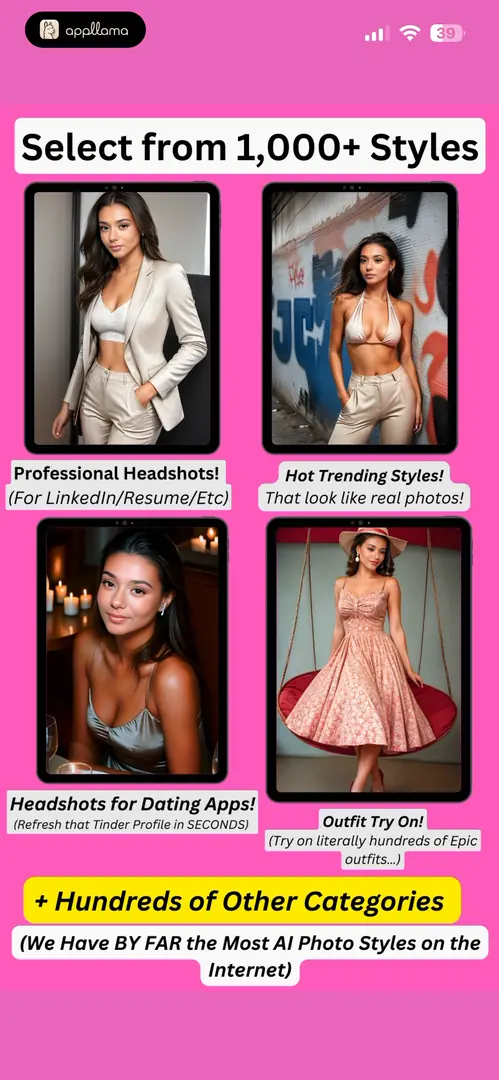 appllama
39
Select from 1,000+ Styles
Professional Headshots!
(For LinkedIn/Resume/Etc)
Hot Trending Styles!
That look like real photos!
Headshots for Dating Apps!
(Refresh that Tinder Profile in SECONDS)
Outfit Try On!
(Try on literally hundreds of Epic
outfits...)
+ Hundreds of Other Categories
(We Have BY FAR the Most AI Photo Styles on the
Internet)